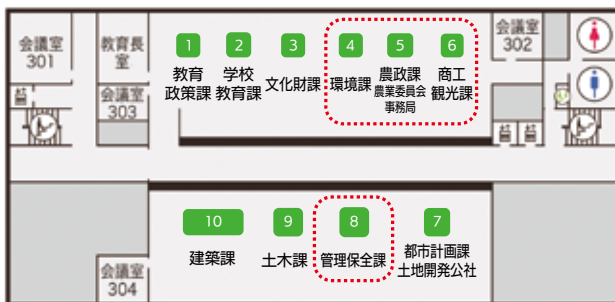 会議室
301
教育長
室
会議室
303
1
教育
政策課
2
学校
教育課
3
文化財課
4
環境課
5
農政課
農業委員会
事務局
6
商工
観光課
会議室
302
10
建築課
9
土木課
8
管理保全課
7
都市計画課
土地開発公社
会議室
304